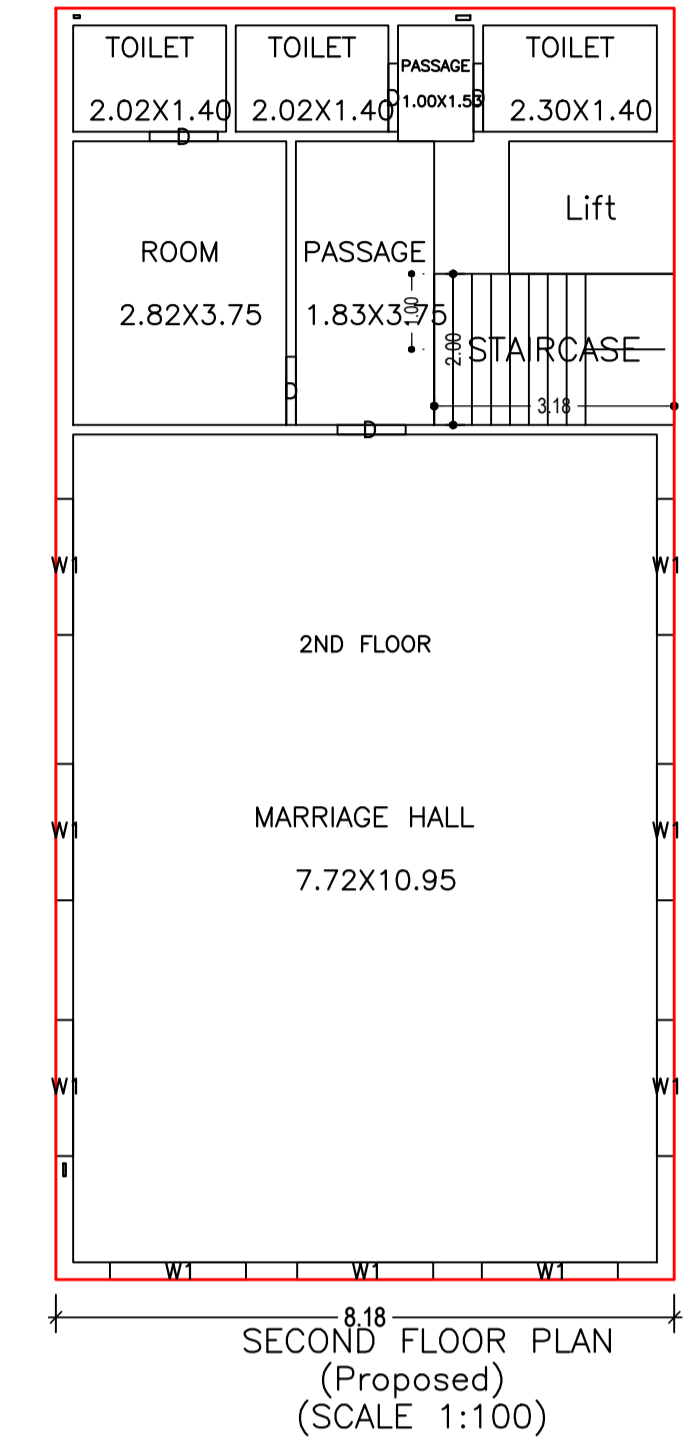 TOILET
2.02X1.40
D
TOILET
2.02X1.40
D
PASSAGE
1.00X1.53
D
TOILET
2.30X1.40
Lift
ROOM
2.82X3.75
D
PASSAGE
1.83X3.75
1.00
2.00
STAIRCASE
3.18
D
W1
W1
2ND FLOOR
MARRIAGE HALL
7.72X10.95
W1
W1
W1
W1
W1
W1
W1
8.18
SECOND FLOOR PLAN
(Proposed)
(SCALE 1:100)